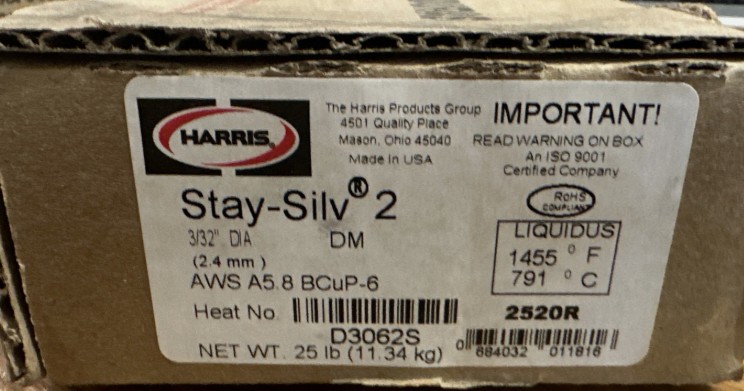 HARRIS®
The Harris Products Group
4501 Quality Place
Mason, Ohio 45040
Made in USA
IMPORTANT!
READ WARNING ON BOX
An ISO 9001
Certified Company
RoHS
COMPLIANT
Stay-Silv® 2
3/32" DIA DM
(2.4 mm)
AWS A5.8 BCuP-6
LIQUIDUS
1455 ° F
791 ° C
Heat No.
D3062S
NET WT. 25 lb (11.34 kg)
2520R
0 684032 011816